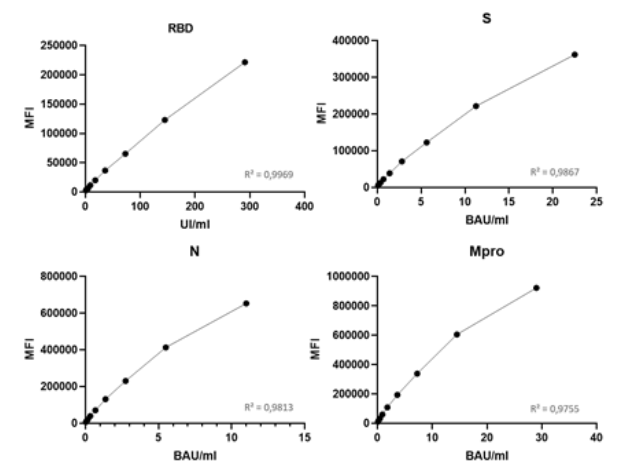 RBD
250000
200000
150000
100000
50000
0
MFI
0 100 200 300 400
UI/ml
R² = 0,9969
S
400000
300000
200000
100000
0
MFI
0 5 10 15 20 25
BAU/ml
R² = 0,9867
N
800000
600000
400000
200000
0
MFI
0 5 10 15
BAU/ml
R² = 0,9813
Mpro
1000000
800000
600000
400000
200000
0
MFI
0 10 20 30 40
BAU/ml
R² = 0,9755